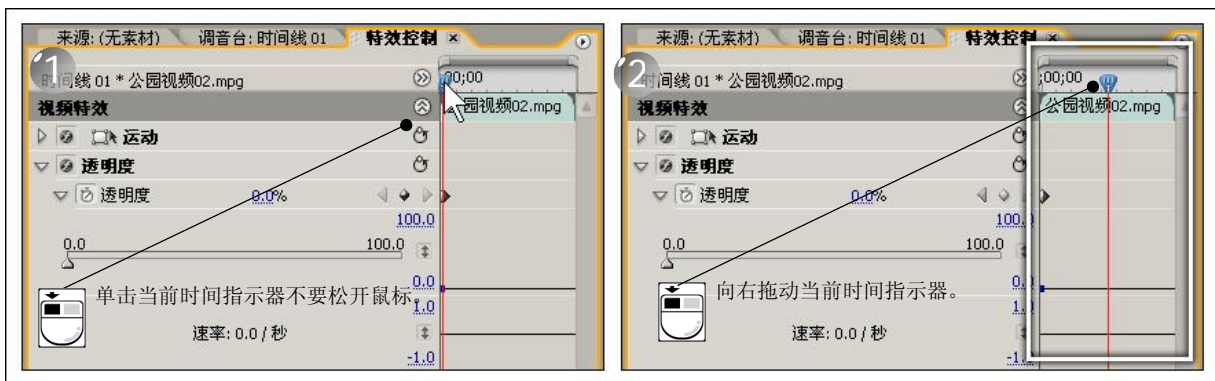 1
来源: (无素材) 调音台: 时间线 01 特效控制 ×
时间线 01 * 公园视频02.mpg 00;00
视频特效 公园视频02.mpg
运动
透明度
透明度 0.0%
100.0
0.0 100.0
0.0
单击当前时间指示器不要松开鼠标。
1.0
速率: 0.0 / 秒
-1.0
2
来源: (无素材) 调音台: 时间线 01 特效控制 ×
时间线 01 * 公园视频02.mpg ;00;00
视频特效 公园视频02.mpg
运动
透明度
透明度 0.0%
100.
0.0 100.0
0.
向右拖动当前时间指示器。
1.
速率: 0.0 / 秒
-1.